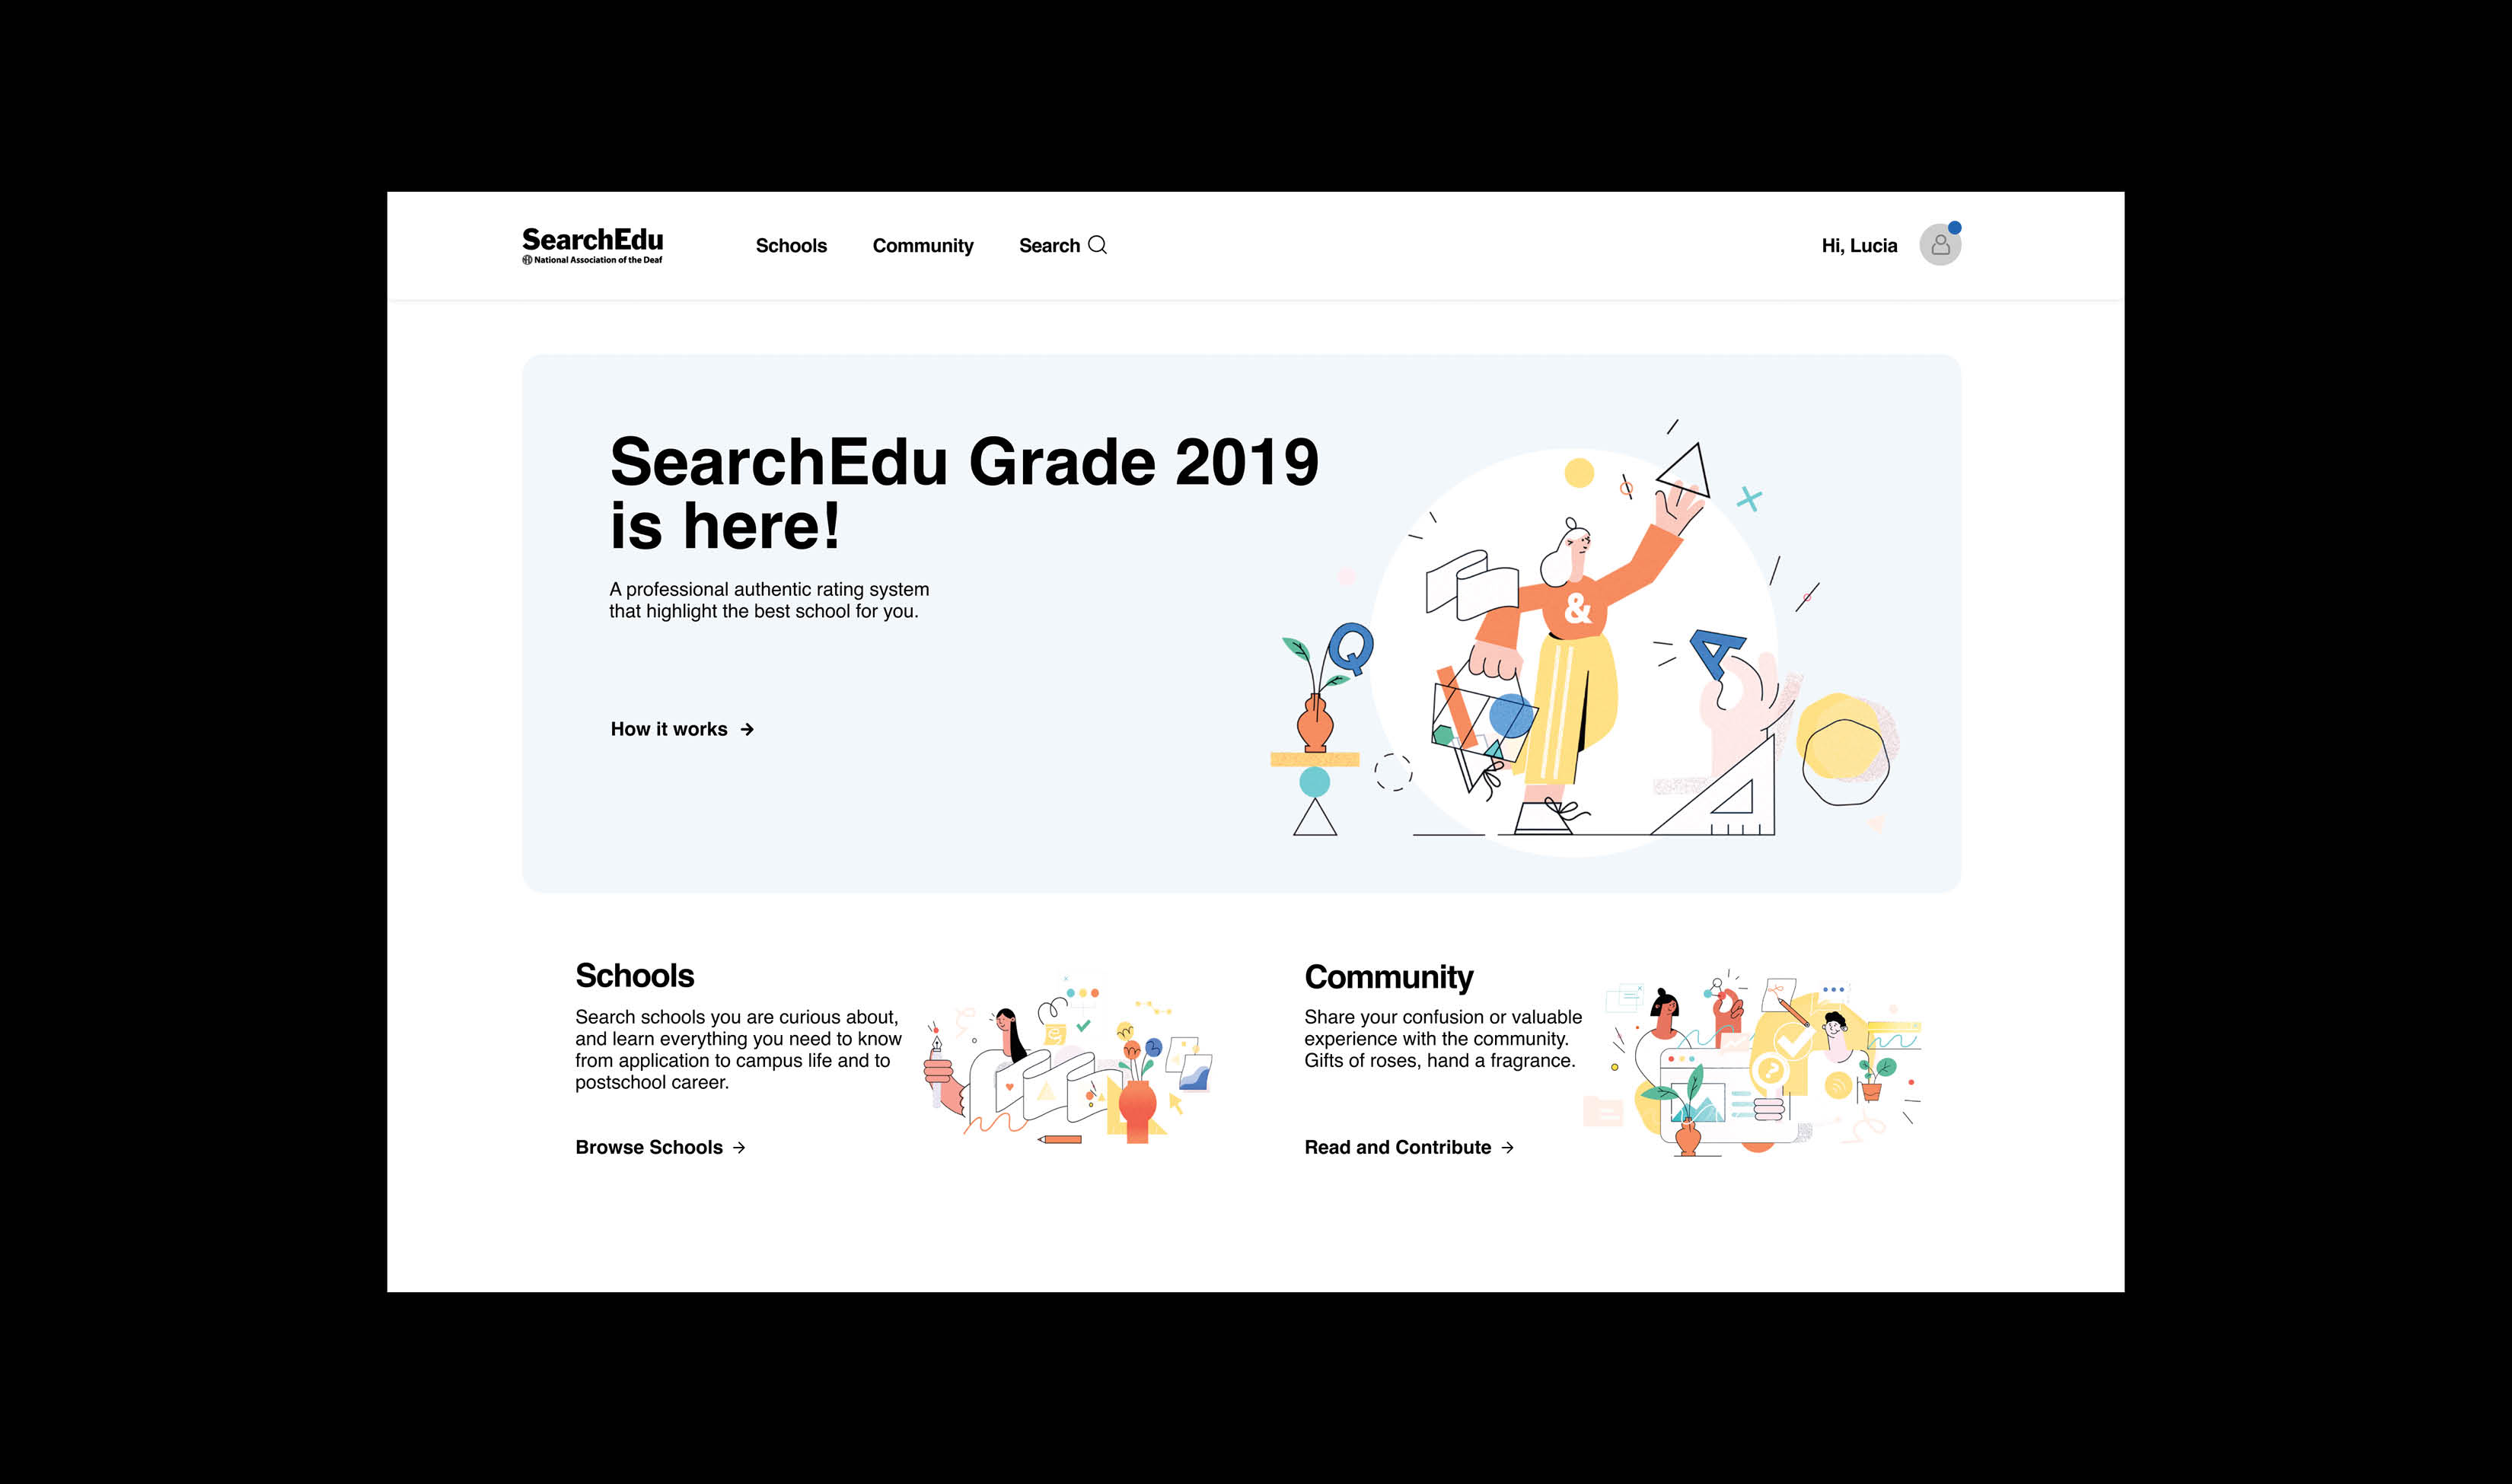 SearchEdu
National Association of the Deaf
Schools
Community
Search
Hi, Lucia
SearchEdu Grade 2019
is here!
A professional authentic rating system
that highlight the best school for you.
How it works
&
Q
A
Schools
Search schools you are curious about,
and learn everything you need to know
from application to campus life and to
postschool career.
Browse Schools
Community
Share your confusion or valuable
experience with the community.
Gifts of roses, hand a fragrance.
Read and Contribute
?